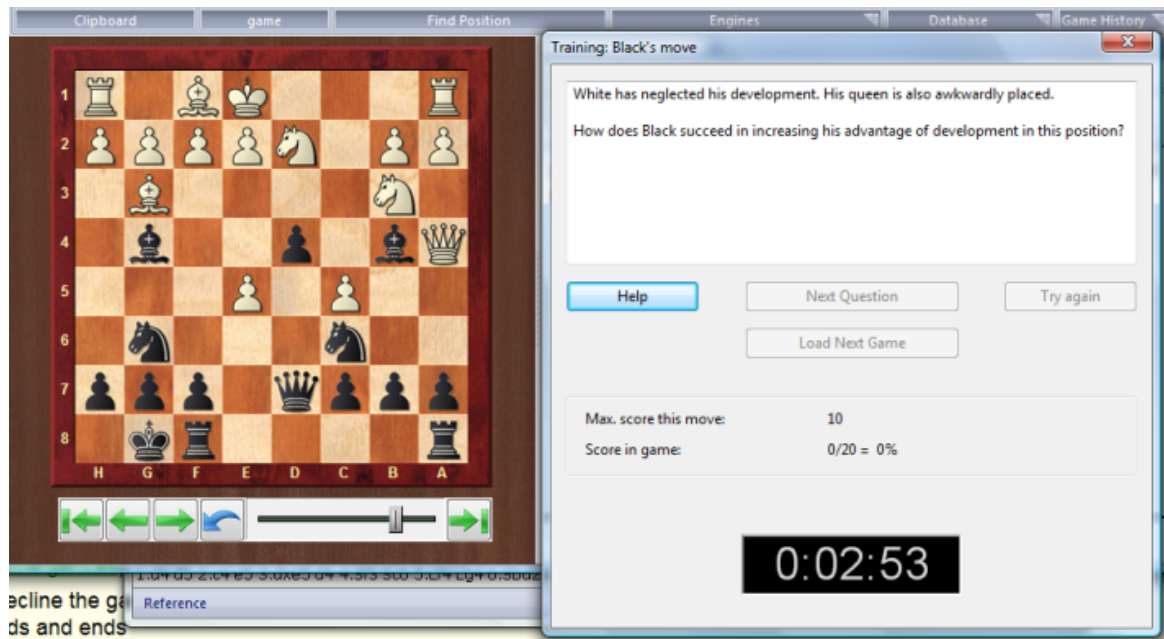 Clipboard game Find Position Engines Database Game History
Training: Black's move
White has neglected his development. His queen is also awkwardly placed.
How does Black succeed in increasing his advantage of development in this position?
1
2
3
4
5
6
7
8
H G F E D C B A
Help Next Question Try again
Load Next Game
Max. score this move: 10
Score in game: 0/20 = 0%
0:02:53
ecline the ga
Reference
ds and ends